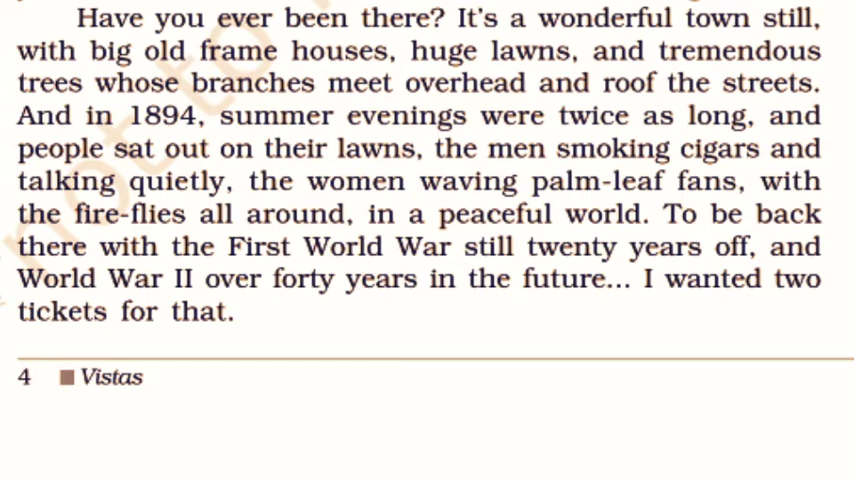 Have you ever been there? It's a wonderful town still,
with big old frame houses, huge lawns, and tremendous
trees whose branches meet overhead and roof the streets.
And in 1894, summer evenings were twice as long, and
people sat out on their lawns, the men smoking cigars and
talking quietly, the women waving palm-leaf fans, with
the fire-flies all around, in a peaceful world. To be back
there with the First World War still twenty years off, and
World War II over forty years in the future... I wanted two
tickets for that.
4 ■ Vistas
not to